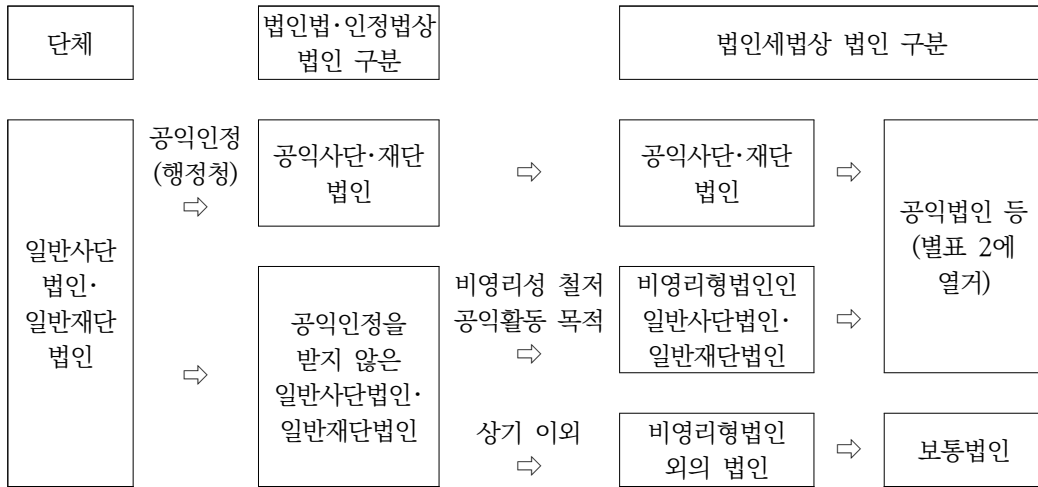 단체
법인법·인정법상
법인 구분
법인세법상 법인 구분
일반사단
법인·
일반재단
법인
공익인정
(행정청)
⇨
공익사단·재단
법인
⇨
공익사단·재단
법인
⇨
공익법인 등
(별표 2에
열거)
⇨
공익인정을
받지 않은
일반사단법인·
일반재단법인
비영리성 철저
공익활동 목적
⇨
비영리형법인인
일반사단법인·
일반재단법인
⇨
상기 이외
⇨
비영리형법인
외의 법인
⇨
보통법인